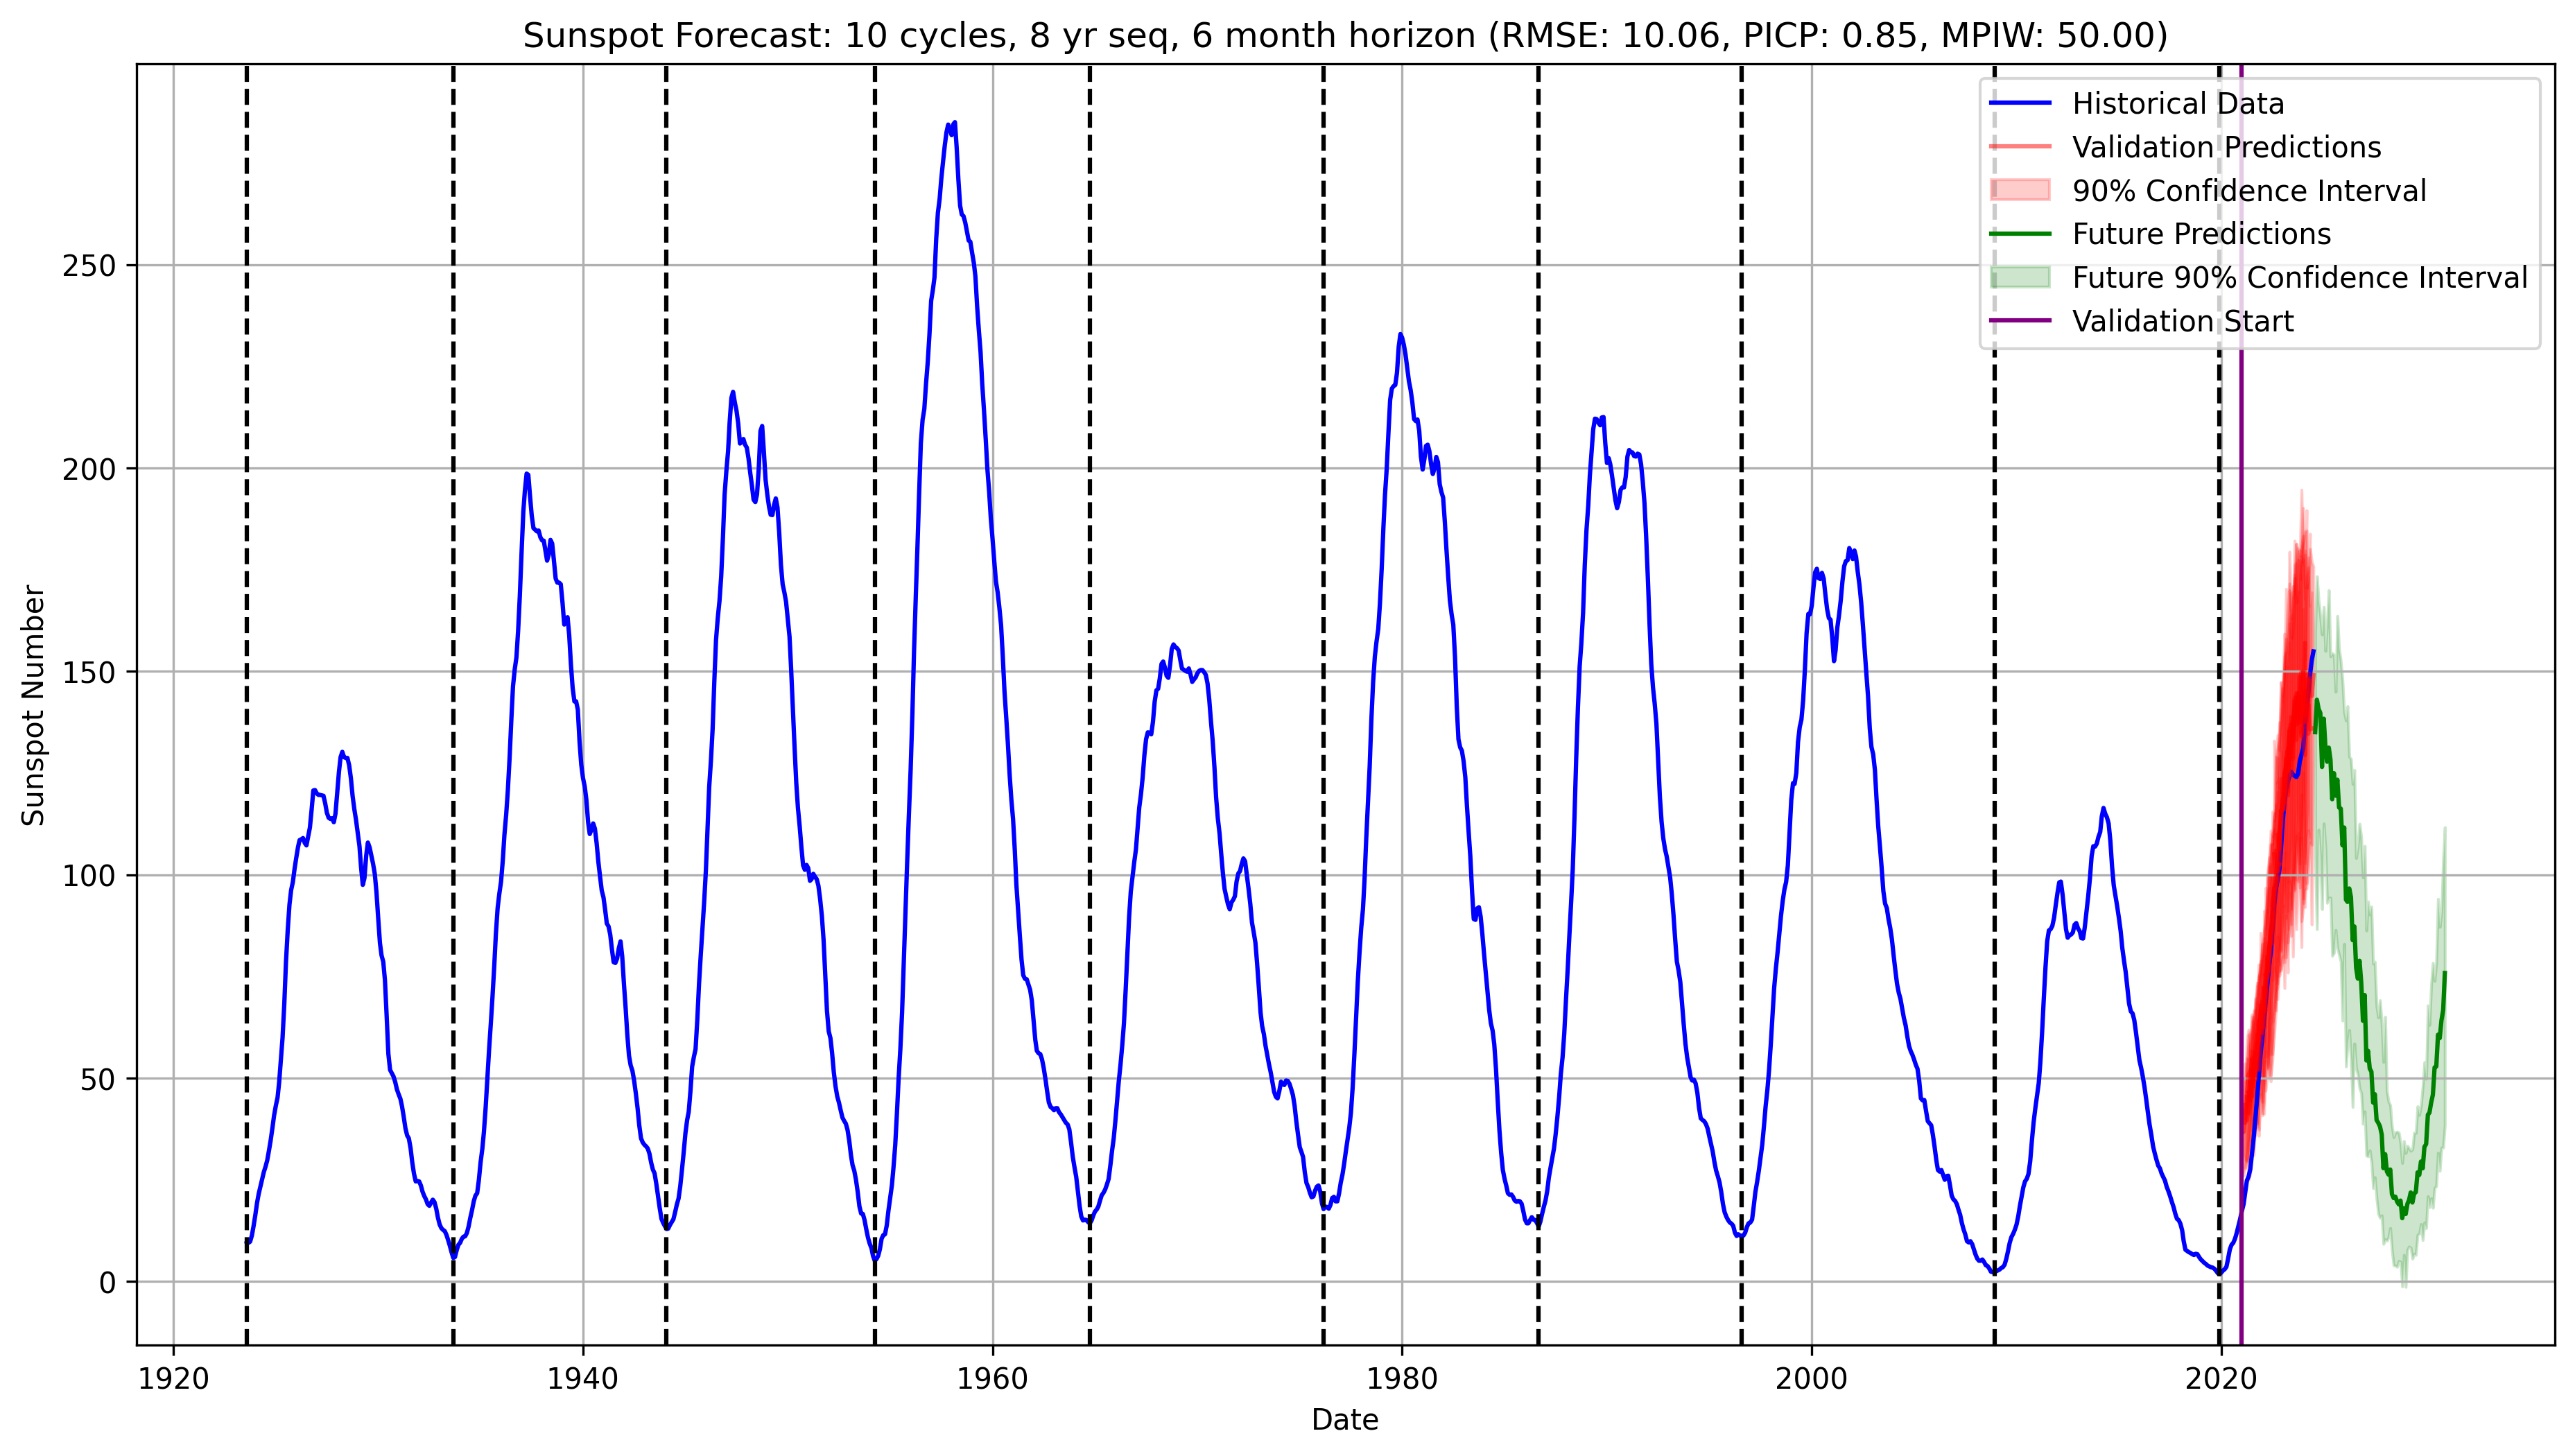 Sunspot Forecast: 10 cycles, 8 yr seq, 6 month horizon (RMSE: 10.06, PICP: 0.85, MPIW: 50.00)
Historical Data
Validation Predictions
90% Confidence Interval
Future Predictions
Future 90% Confidence Interval
Validation Start
Sunspot Number
250
200
150
100
50
0
1920 1940 1960 1980 2000 2020
Date